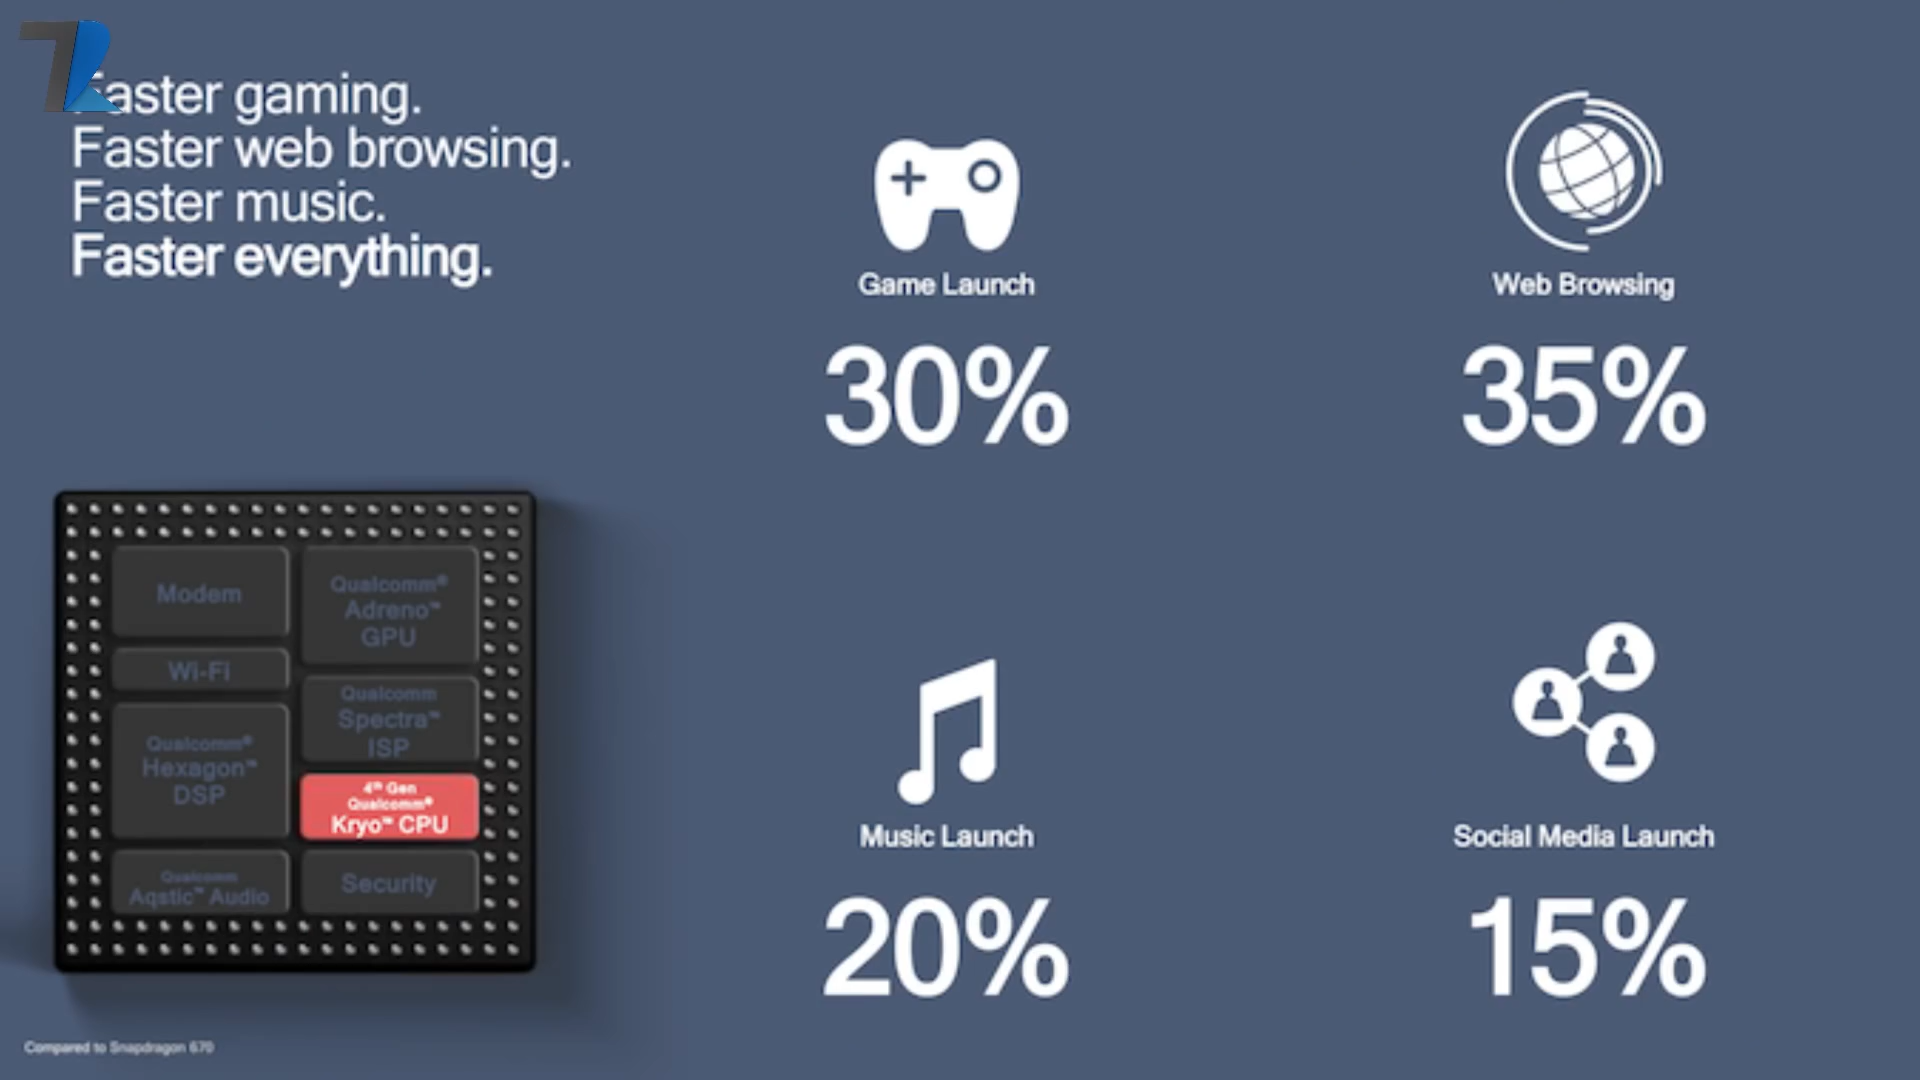 Faster gaming.
Faster web browsing.
Faster music.
Faster everything.
Game Launch
30%
Web Browsing
35%
Music Launch
20%
Social Media Launch
15%
Modem
Wi-Fi
Qualcomm®
Hexagon™
DSP
Qualcomm
Aqstic™ Audio
Qualcomm®
Adreno™
GPU
Qualcomm
Spectra™
ISP
4th Gen
Qualcomm®
Kryo™ CPU
Security
Compared to Snapdragon 670